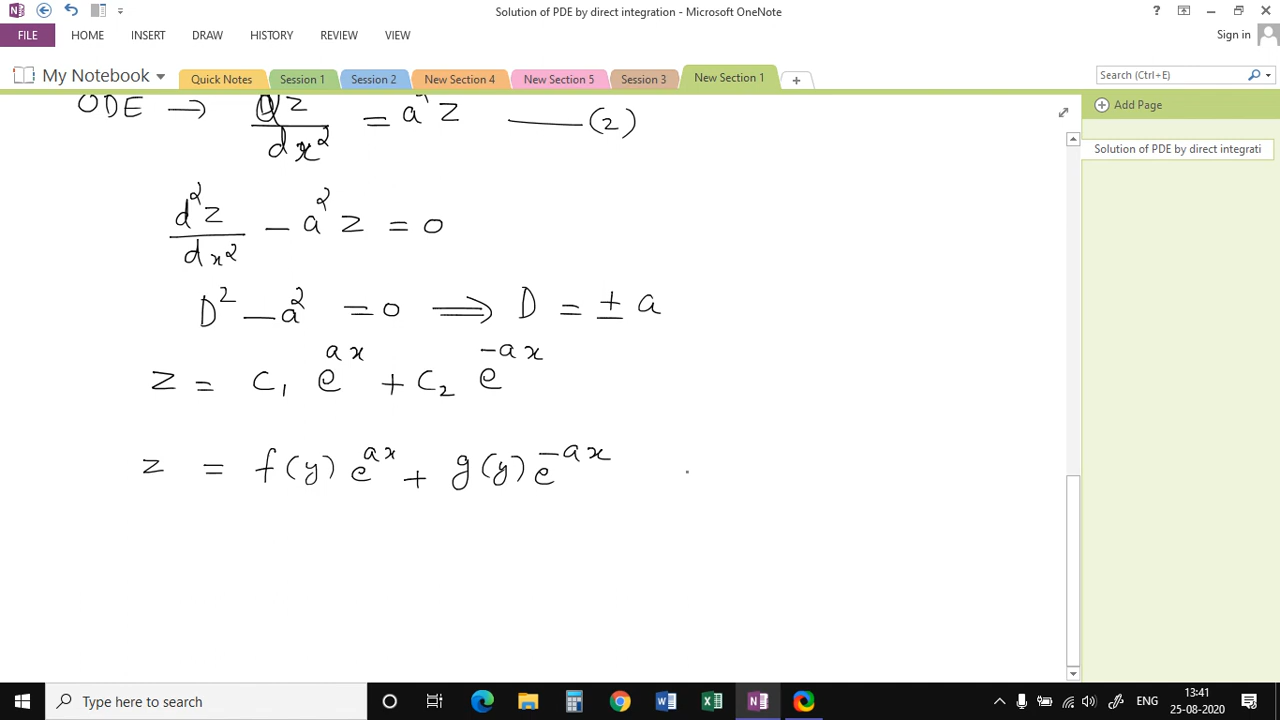 Solution of PDE by direct integration - Microsoft OneNote
FILE HOME INSERT DRAW HISTORY REVIEW VIEW Sign in
My Notebook Quick Notes Session 1 Session 2 New Section 4 New Section 5 Session 3 New Section 1 Search (Ctrl+E)
Add Page
Solution of PDE by direct integrati
ODE → d²z/dx² = a²z —(2)
d²z/dx² - a²z = 0
D² - a² = 0 ⟹ D = ± a
z = C₁ e^ax + C₂ e^-ax
z = f(y) e^ax + g(y) e^-ax
Type here to search ENG 13:41
25-08-2020